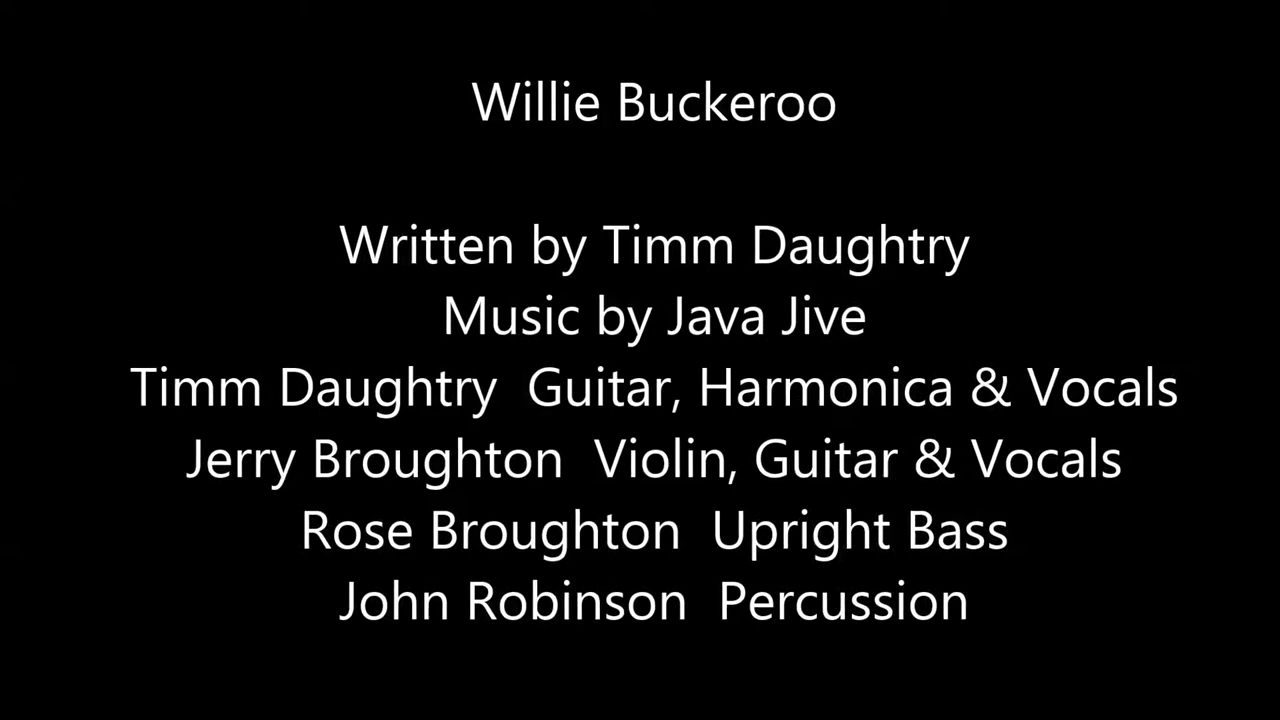 Willie Buckeroo
Written by Timm Daughtry
Music by Java Jive
Timm Daughtry  Guitar, Harmonica & Vocals
Jerry Broughton  Violin, Guitar & Vocals
Rose Broughton  Upright Bass
John Robinson  Percussion